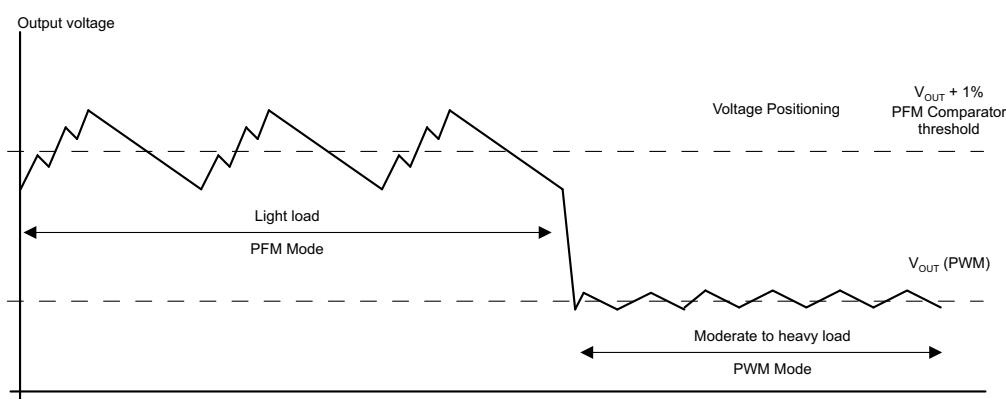 Output voltage
V_OUT + 1%
Voltage Positioning
PFM Comparator
threshold
Light load
PFM Mode
V_OUT (PWM)
Moderate to heavy load
PWM Mode